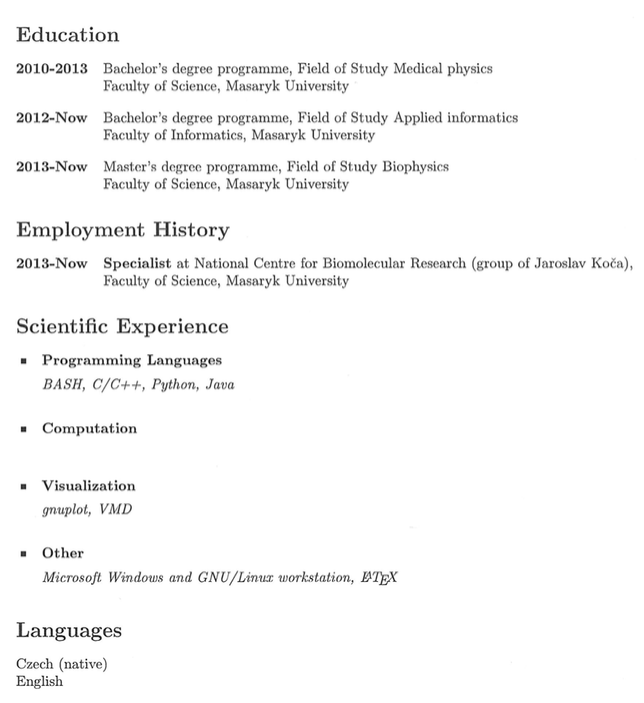 Education
2010-2013 Bachelor's degree programme, Field of Study Medical physics
Faculty of Science, Masaryk University
2012-Now Bachelor's degree programme, Field of Study Applied informatics
Faculty of Informatics, Masaryk University
2013-Now Master's degree programme, Field of Study Biophysics
Faculty of Science, Masaryk University
Employment History
2013-Now Specialist at National Centre for Biomolecular Research (group of Jaroslav Koča),
Faculty of Science, Masaryk University
Scientific Experience
▪ Programming Languages
BASH, C/C++, Python, Java
▪ Computation
▪ Visualization
gnuplot, VMD
▪ Other
Microsoft Windows and GNU/Linux workstation, LATEX
Languages
Czech (native)
English